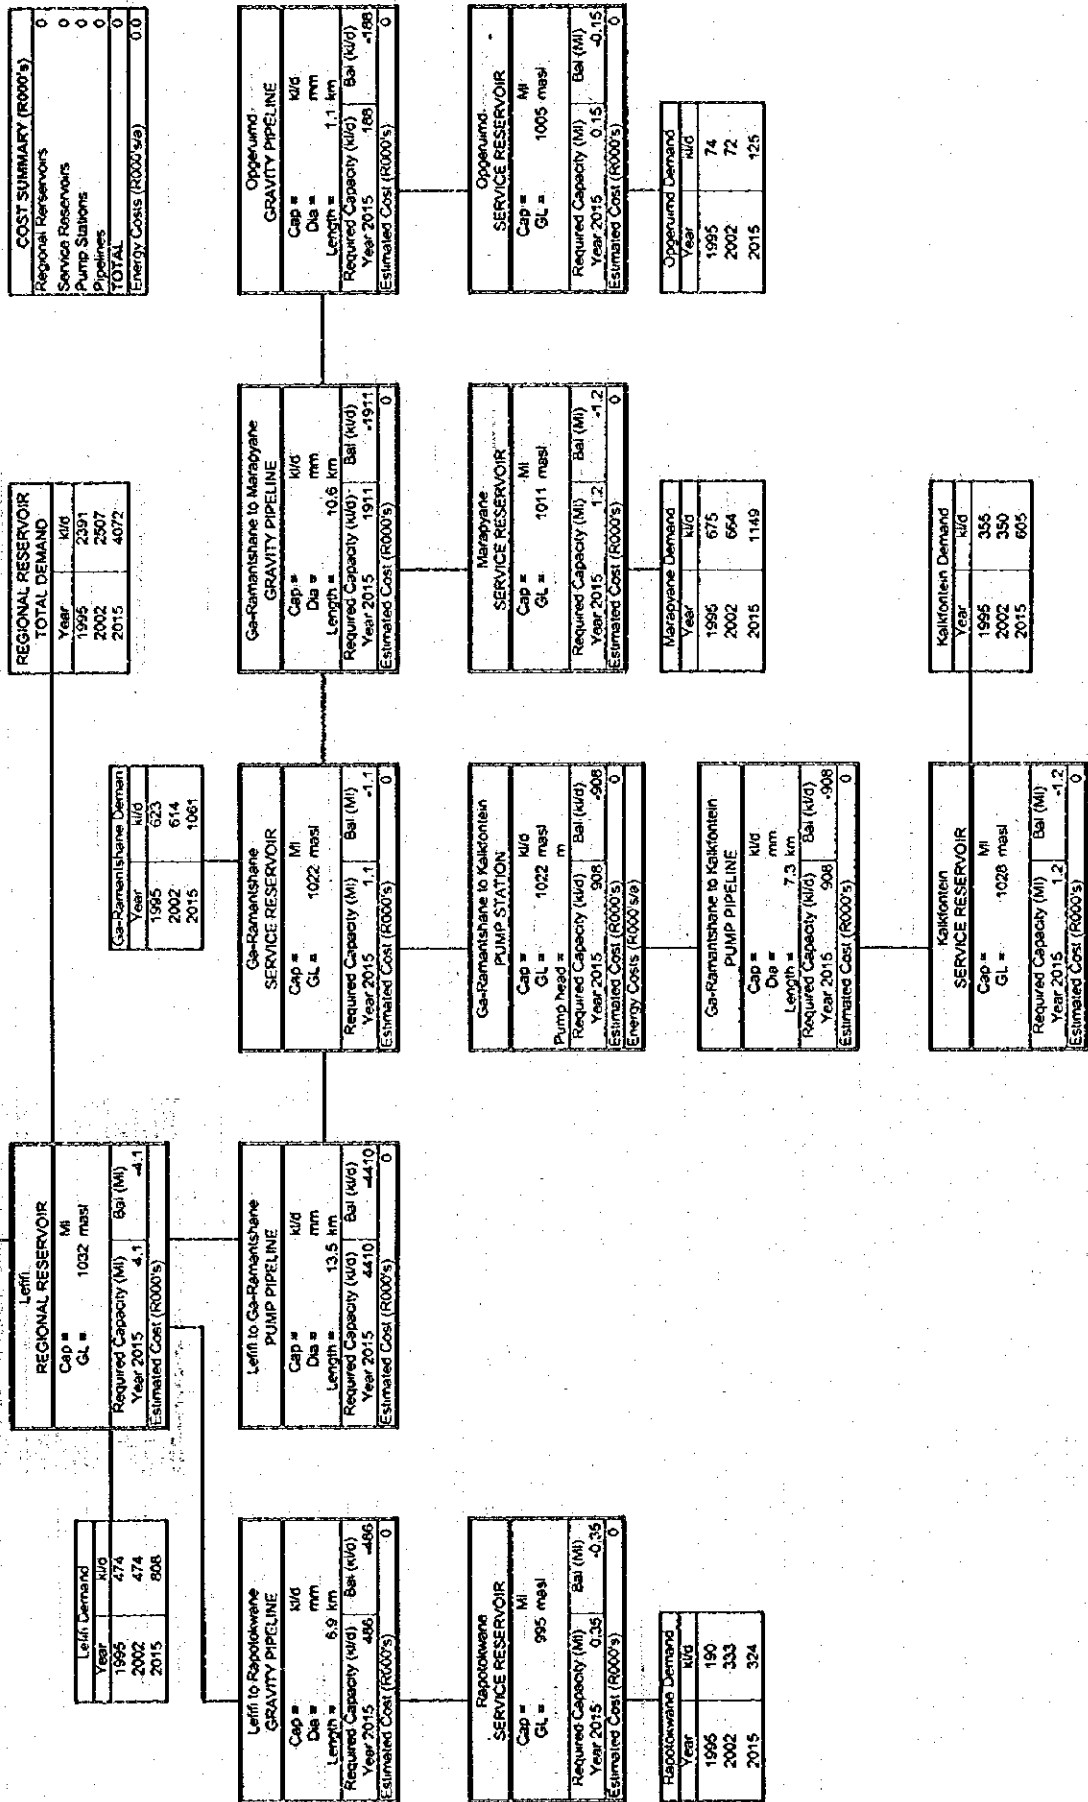 COST SUMMARY (R000's)
Regional Rerservoirs 0
Service Reservoirs 0
Pump Stations 0
Pipelines 0
TOTAL 0
Energy Costs (R000's/a) 0.0
REGIONAL RESERVOIR
TOTAL DEMAND
Year kl/d
1995 2391
2002 2507
2015 4072
Lefifi
REGIONAL RESERVOIR
Cap = Ml
GL = 1032 masl
Required Capacity (Ml) Bal (Ml)
Year 2015 4.1 -4.1
Estimated Cost (R000's)
Lefifi Demand
Year kl/d
1995 474
2002 474
2015 808
Ga-Ramantshane Deman
Year kl/d
1995 623
2002 614
2015 1061
Lefifi to Rapotokwane
GRAVITY PIPELINE
Cap = kl/d
Dia = mm
Length = 6.9 km
Required Capacity (kl/d) Bal (kl/d)
Year 2015 486 -486
Estimated Cost (R000's) 0
Lefifi to Ga-Ramantshane
PUMP PIPELINE
Cap = kl/d
Dia = mm
Length = 13.5 km
Required Capacity (kl/d) Bal (kl/d)
Year 2015 4410 -4410
Estimated Cost (R000's) 0
Ga-Ramantshane
SERVICE RESERVOIR
Cap = Ml
GL = 1022 masl
Required Capacity (Ml) Bal (Ml)
Year 2015 1.1 -1.1
Estimated Cost (R000's) 0
Ga-Ramantshane to Marapyane
GRAVITY PIPELINE
Cap = kl/d
Dia = mm
Length = 10.6 km
Required Capacity (kl/d) Bal (kl/d)
Year 2015 1911 -1911
Estimated Cost (R000's) 0
Opgeruimd
GRAVITY PIPELINE
Cap = kl/d
Dia = mm
Length = 1.1 km
Required Capacity (kl/d) Bal (kl/d)
Year 2015 188 -188
Estimated Cost (R000's) 0
Rapotokwane
SERVICE RESERVOIR
Cap = Ml
GL = 995 masl
Required Capacity (Ml) Bal (Ml)
Year 2015 0.35 -0.35
Estimated Cost (R000's) 0
Ga-Ramantshane to Kalkfontein
PUMP STATION
Cap = kl/d
GL = 1022 masl
Pump head = m
Required Capacity (kl/d) Bal (kl/d)
Year 2015 908 -908
Estimated Cost (R000's) 0
Energy Costs (R000's/a) 0
Marapyane
SERVICE RESERVOIR
Cap = Ml
GL = 1011 masl
Required Capacity (Ml) Bal (Ml)
Year 2015 1.2 -1.2
Estimated Cost (R000's) 0
Opgeruimd
SERVICE RESERVOIR
Cap = Ml
GL = 1005 masl
Required Capacity (Ml) Bal (Ml)
Year 2015 0.15 -0.15
Estimated Cost (R000's) 0
Rapotokwane Demand
Year kl/d
1995 190
2002 333
2015 324
Ga-Ramantshane to Kalkfontein
PUMP PIPELINE
Cap = kl/d
Dia = mm
Length = 7.3 km
Required Capacity (kl/d) Bal (kl/d)
Year 2015 908 -908
Estimated Cost (R000's) 0
Marapyane Demand
Year kl/d
1995 675
2002 664
2015 1149
Opgeruimd Demand
Year kl/d
1995 74
2002 72
2015 125
Kalkfontein
SERVICE RESERVOIR
Cap = Ml
GL = 1028 masl
Required Capacity (Ml) Bal (Ml)
Year 2015 1.2 -1.2
Estimated Cost (R000's) 0
Kalkfontein Demand
Year kl/d
1995 355
2002 350
2015 605